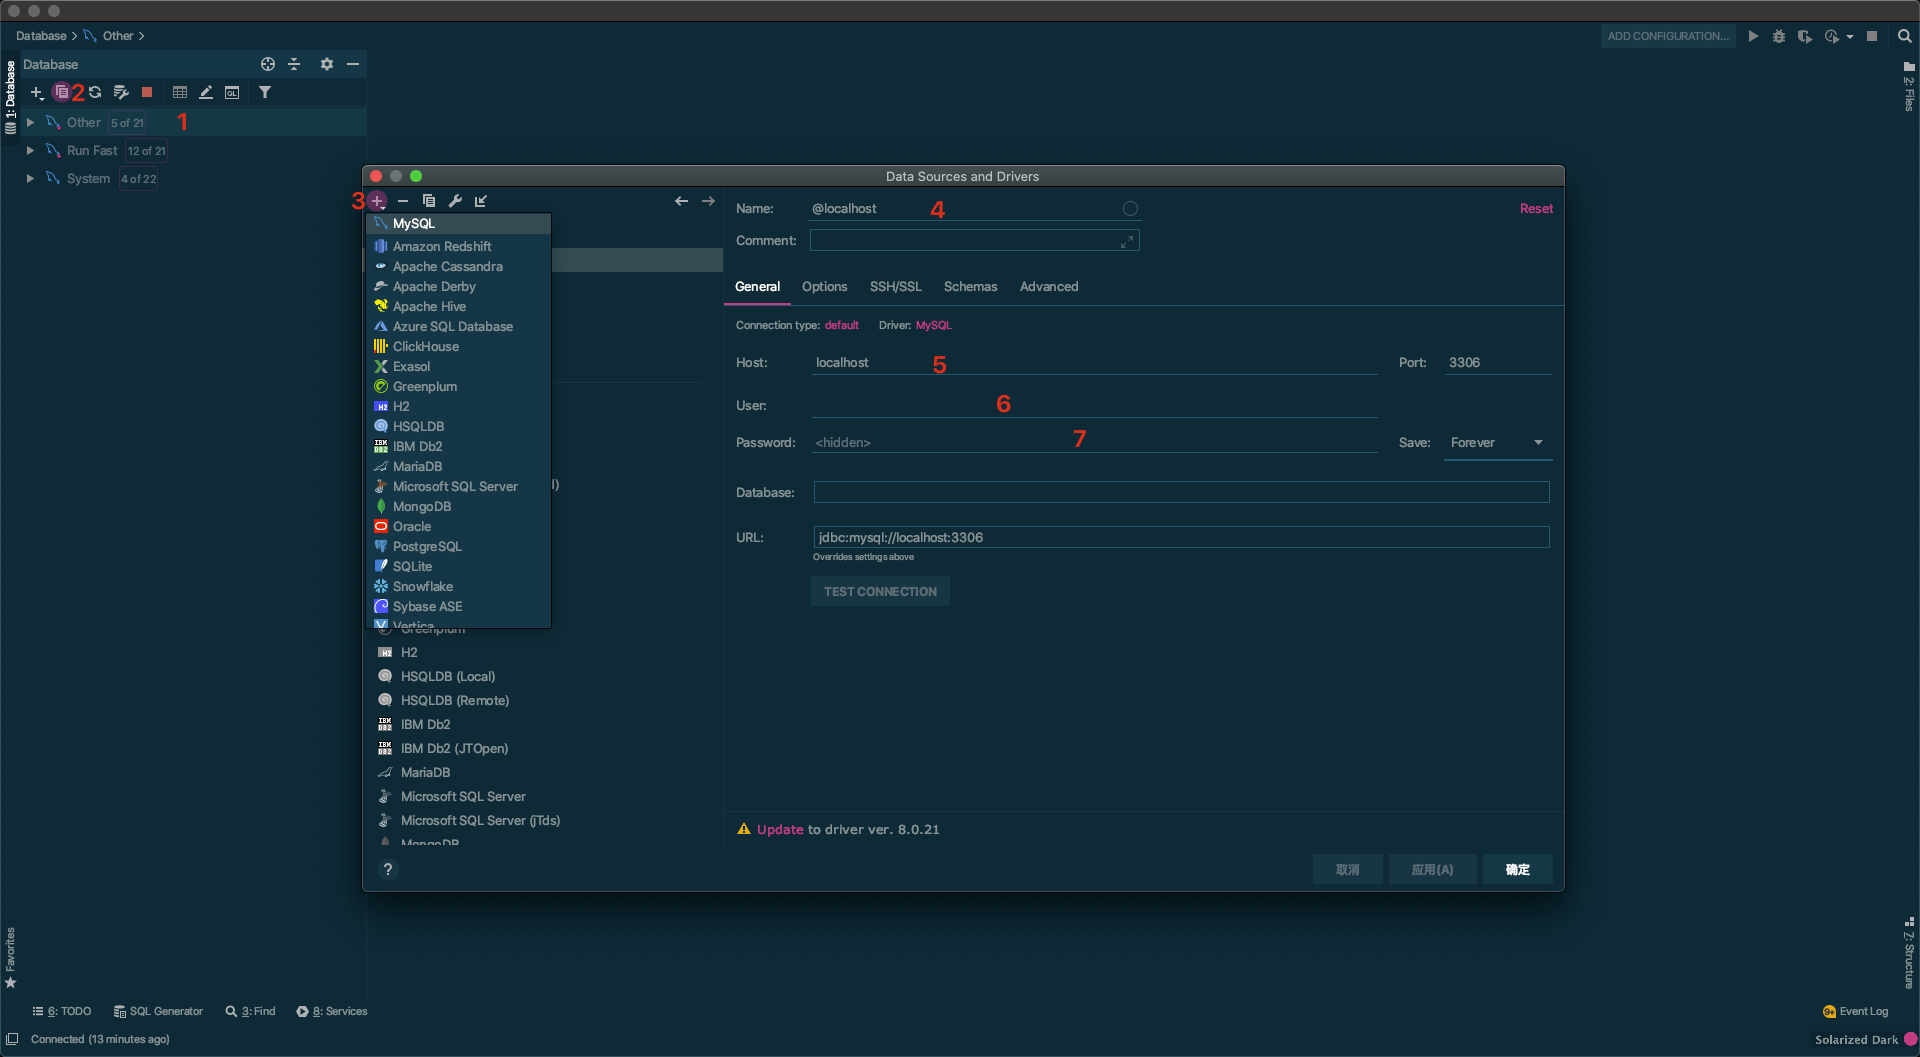 Database > Other >
ADD CONFIGURATION...
Database
1: Database
2: Files
2
Other 5 of 21
1
Run Fast 12 of 21
System 4 of 22
Data Sources and Drivers
3
MySQL
Amazon Redshift
Apache Cassandra
Apache Derby
Apache Hive
Azure SQL Database
ClickHouse
Exasol
Greenplum
H2
HSQLDB
IBM Db2
MariaDB
Microsoft SQL Server
MongoDB
Oracle
PostgreSQL
SQLite
Snowflake
Sybase ASE
Vertica
Greenplum
H2
HSQLDB (Local)
HSQLDB (Remote)
IBM Db2
IBM Db2 (JTOpen)
MariaDB
Microsoft SQL Server
Microsoft SQL Server (jTds)
MongoDB
?
Name: @localhost 4
Reset
Comment:
General Options SSH/SSL Schemas Advanced
Connection type: default Driver: MySQL
Host: localhost 5 Port: 3306
User: 6
Password: <hidden> 7 Save: Forever
Database:
URL: jdbc:mysql://localhost:3306
Overrides settings above
TEST CONNECTION
Update to driver ver. 8.0.21
取消 应用(A) 确定
Favorites
7: Structure
6: TODO SQL Generator 3: Find 8: Services
9+ Event Log
Connected (13 minutes ago)
Solarized Dark